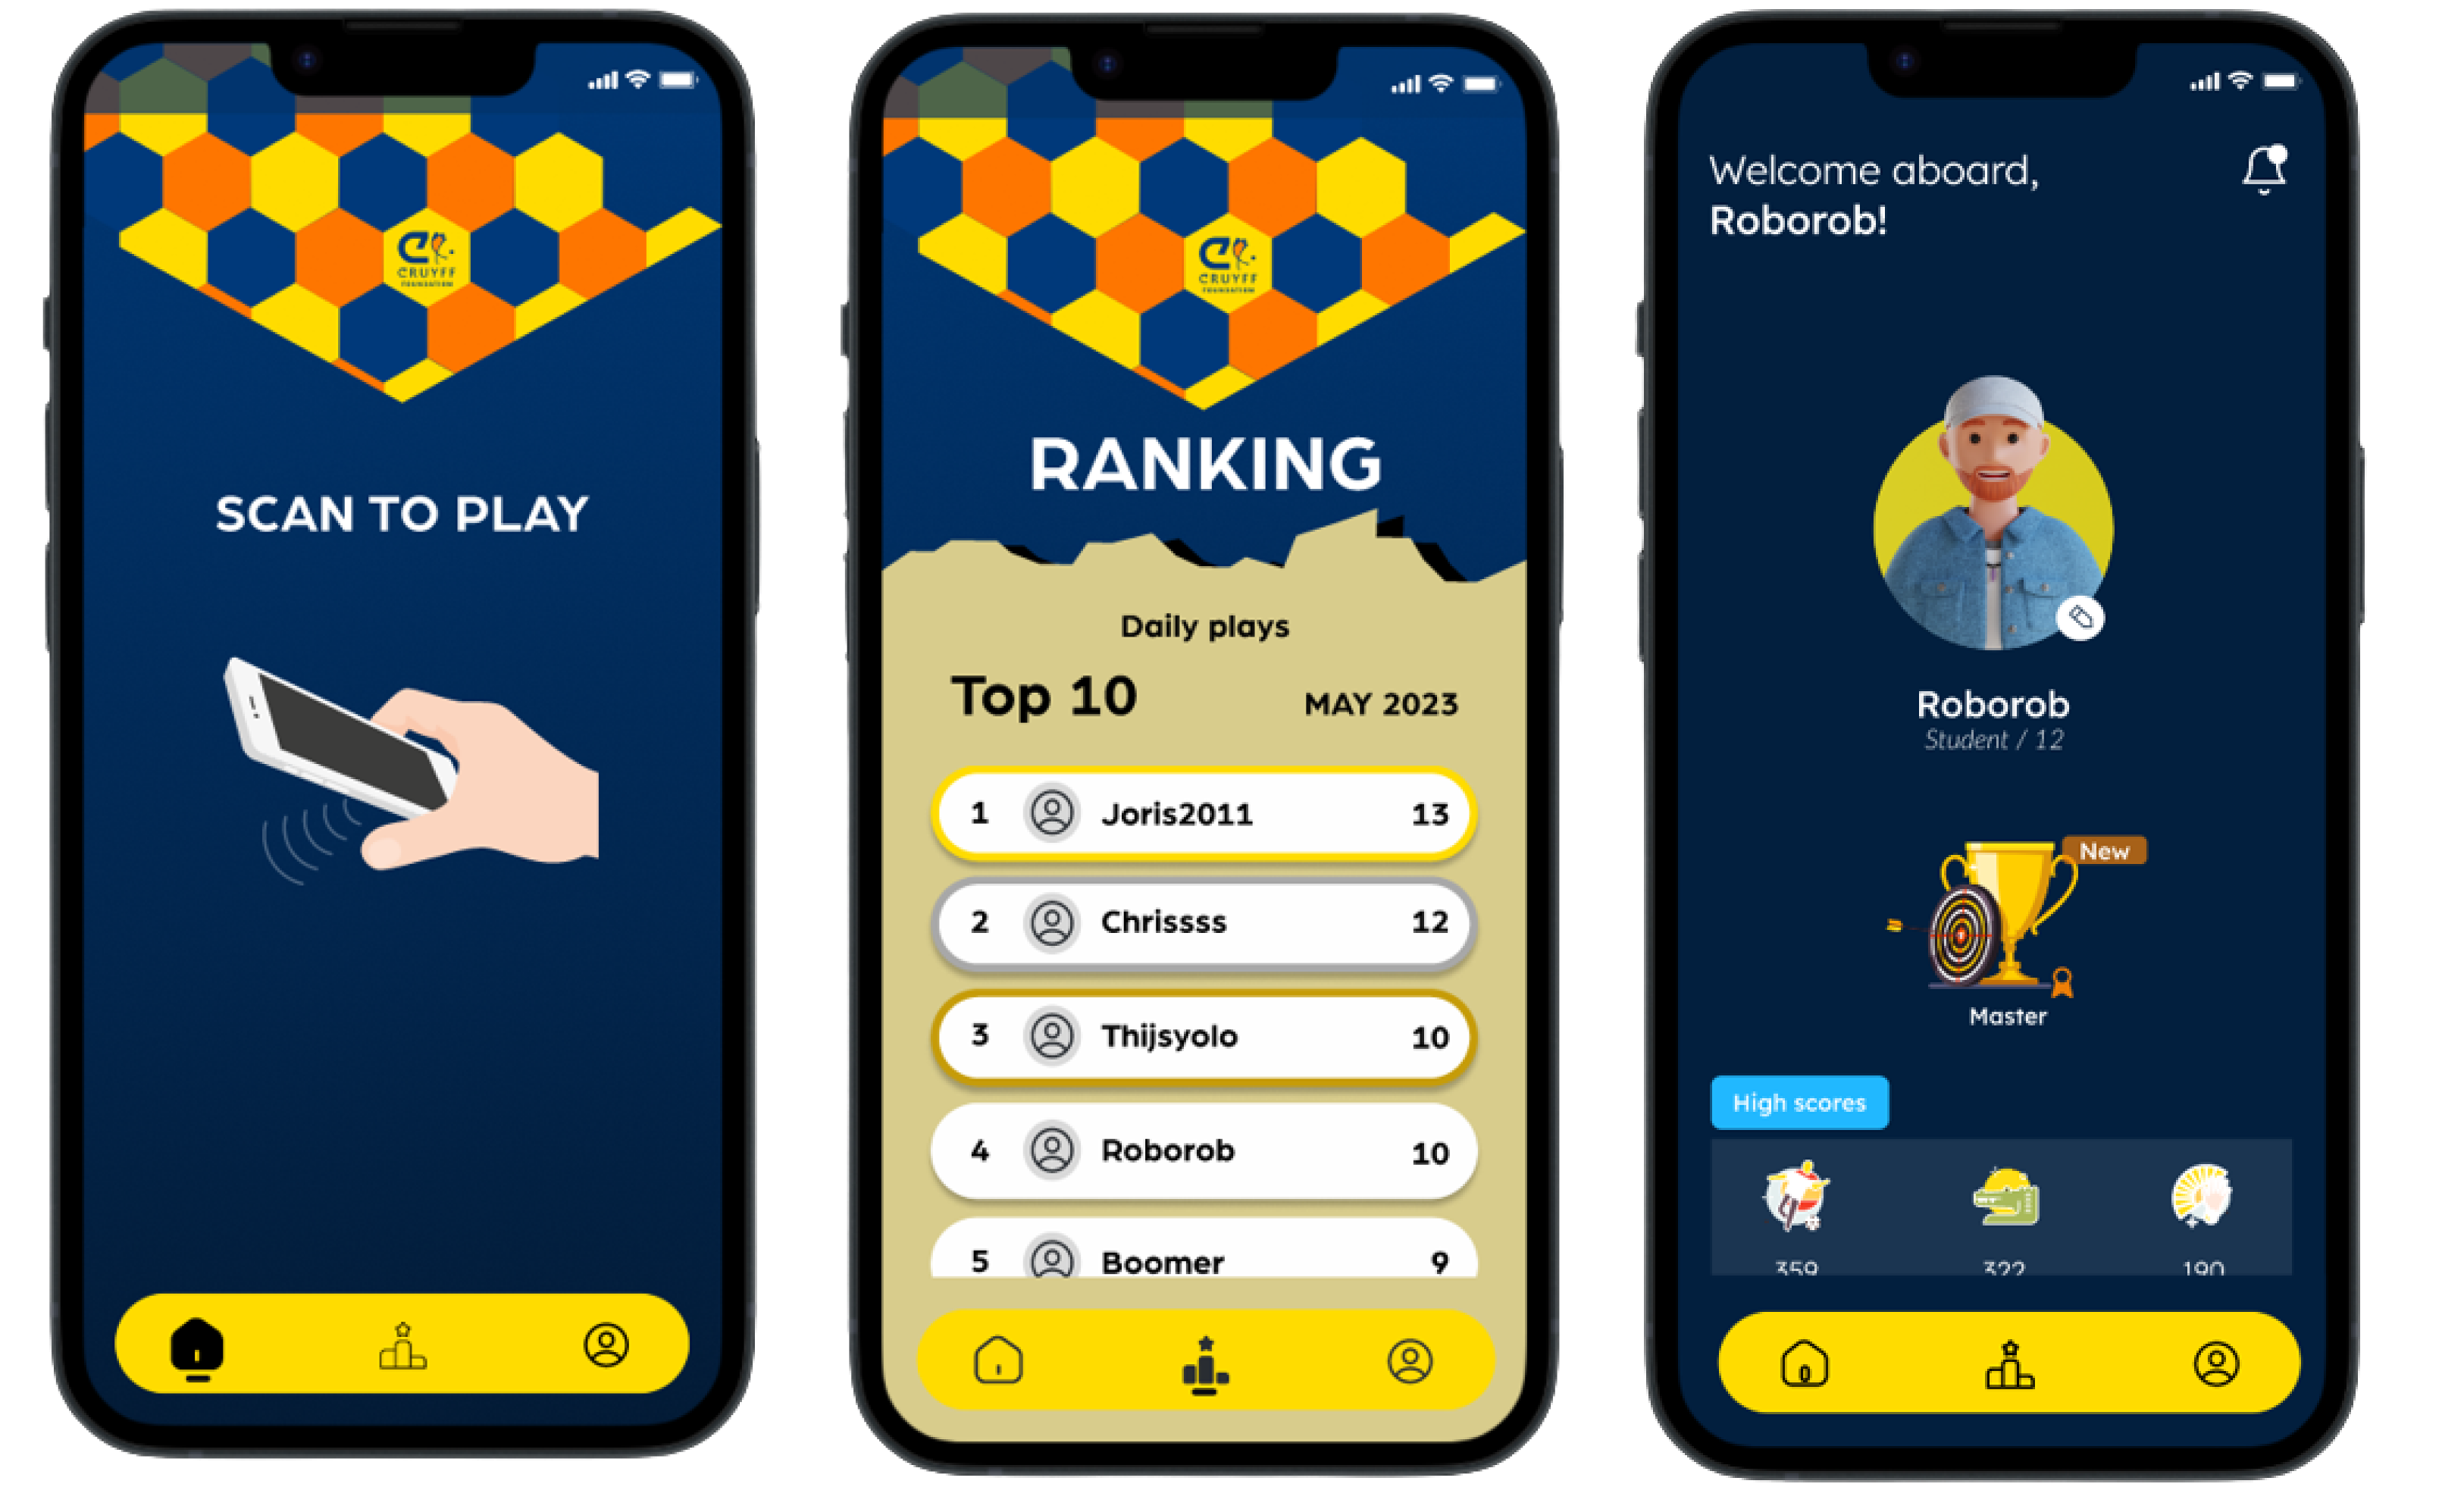 CRUYFF
FOUNDATION
SCAN TO PLAY
CRUYFF
FOUNDATION
RANKING
Daily plays
Top 10 MAY 2023
1 Joris2011 13
2 Chrissss 12
3 Thijsyolo 10
4 Roborob 10
5 Boomer 9
Welcome aboard,
Roborob!
Roborob
Student / 12
New
Master
High scores
359 322 190